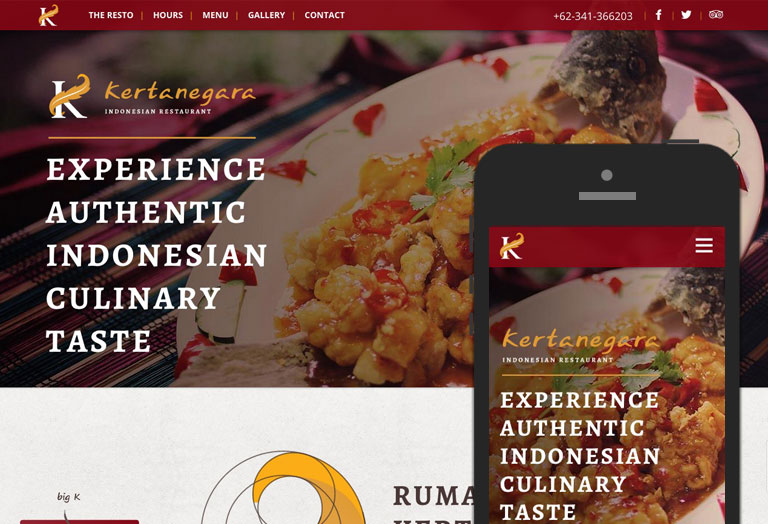 K THE RESTO | HOURS | MENU | GALLERY | CONTACT +62-341-366203
K Kertanegara
INDONESIAN RESTAURANT
EXPERIENCE
AUTHENTIC
INDONESIAN
CULINARY
TASTE
big K
RUMA
K
Kertanegara
INDONESIAN RESTAURANT
EXPERIENCE
AUTHENTIC
INDONESIAN
CULINARY
TASTE